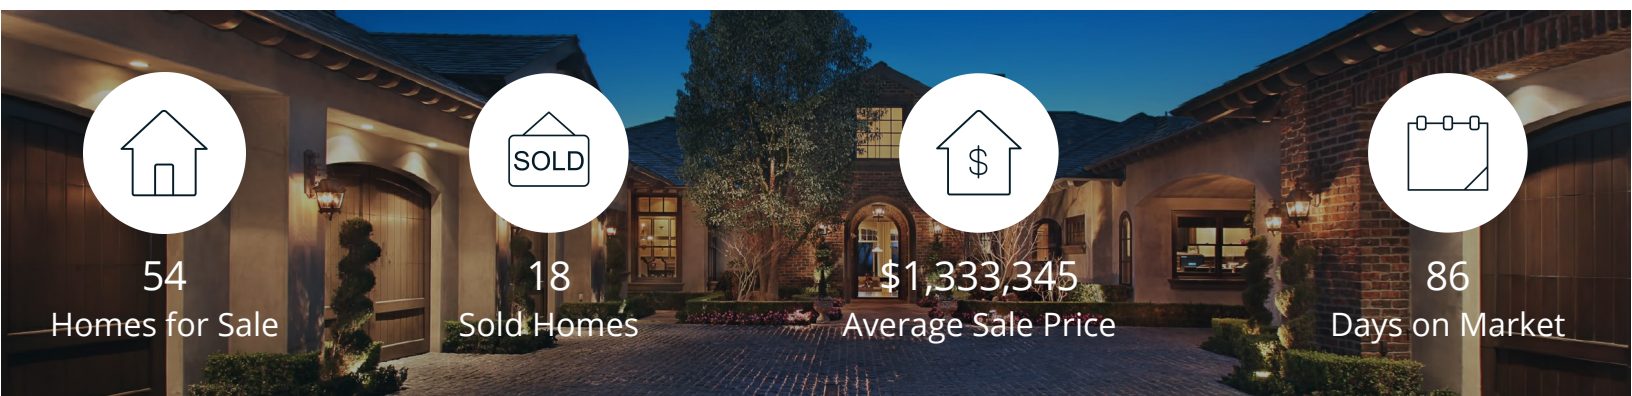 SOLD
$
54
Homes for Sale
18
Sold Homes
$1,333,345
Average Sale Price
86
Days on Market